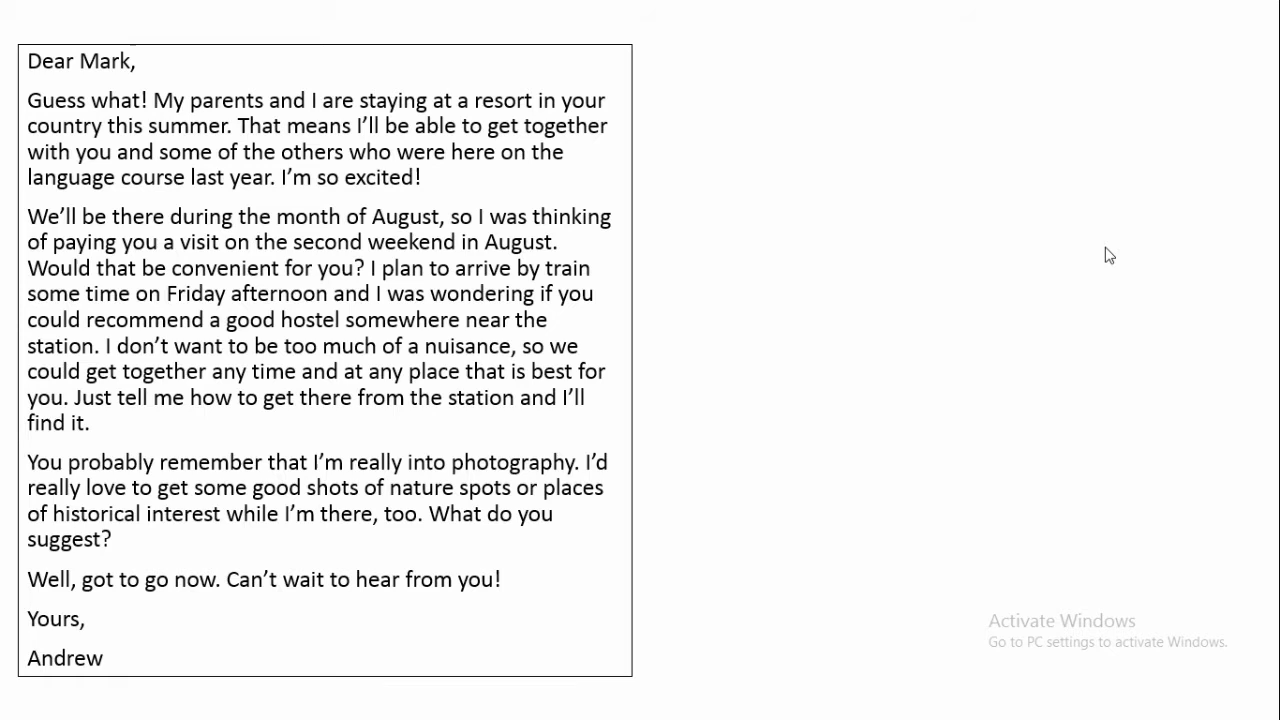 Dear Mark,
Guess what! My parents and I are staying at a resort in your
country this summer. That means I'll be able to get together
with you and some of the others who were here on the
language course last year. I'm so excited!
We'll be there during the month of August, so I was thinking
of paying you a visit on the second weekend in August.
Would that be convenient for you? I plan to arrive by train
some time on Friday afternoon and I was wondering if you
could recommend a good hostel somewhere near the
station. I don't want to be too much of a nuisance, so we
could get together any time and at any place that is best for
you. Just tell me how to get there from the station and I'll
find it.
You probably remember that I'm really into photography. I'd
really love to get some good shots of nature spots or places
of historical interest while I'm there, too. What do you
suggest?
Well, got to go now. Can't wait to hear from you!
Yours,
Andrew
Activate Windows
Go to PC settings to activate Windows.